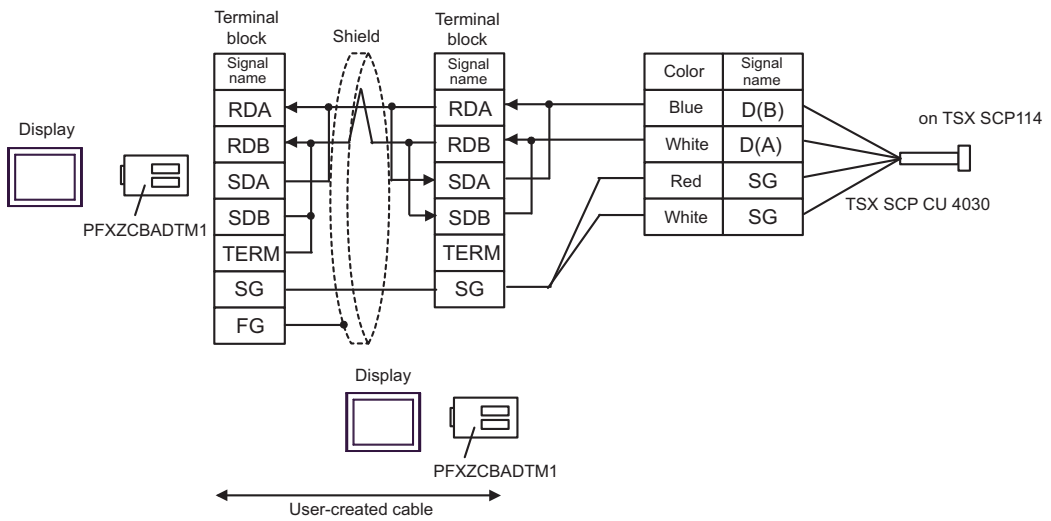 Display
PFXZCBADTM1
Terminal
block
Signal
name
RDA
RDB
SDA
SDB
TERM
SG
FG
Shield
Terminal
block
Signal
name
RDA
RDB
SDA
SDB
TERM
SG
Color
Signal
name
Blue
D(B)
White
D(A)
Red
SG
White
SG
on TSX SCP114
TSX SCP CU 4030
Display
PFXZCBADTM1
User-created cable